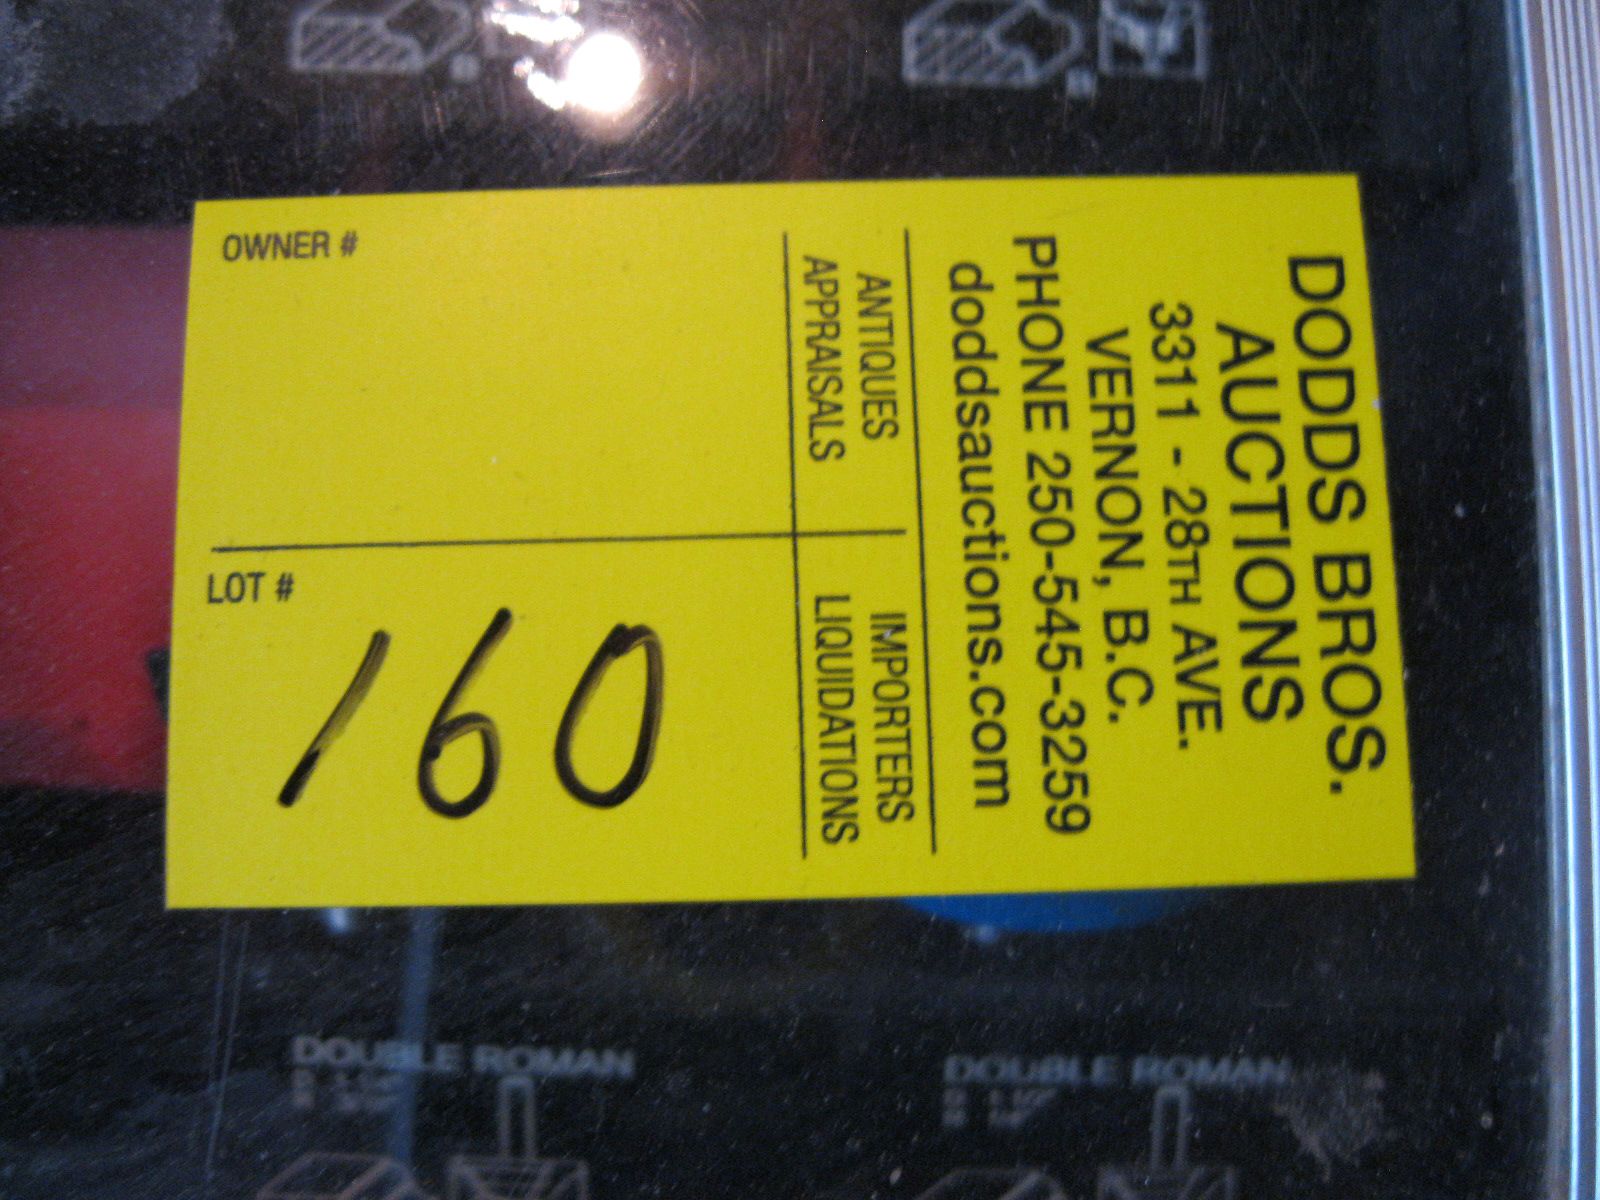 DODDS BROS.
AUCTIONS
3311 - 28TH AVE.
VERNON, B.C.
PHONE 250-545-3259
doddsauctions.com
ANTIQUES
APPRAISALS
IMPORTERS
LIQUIDATIONS
OWNER #
LOT #
160
DOUBLE ROMAN
DOUBLE ROMAN